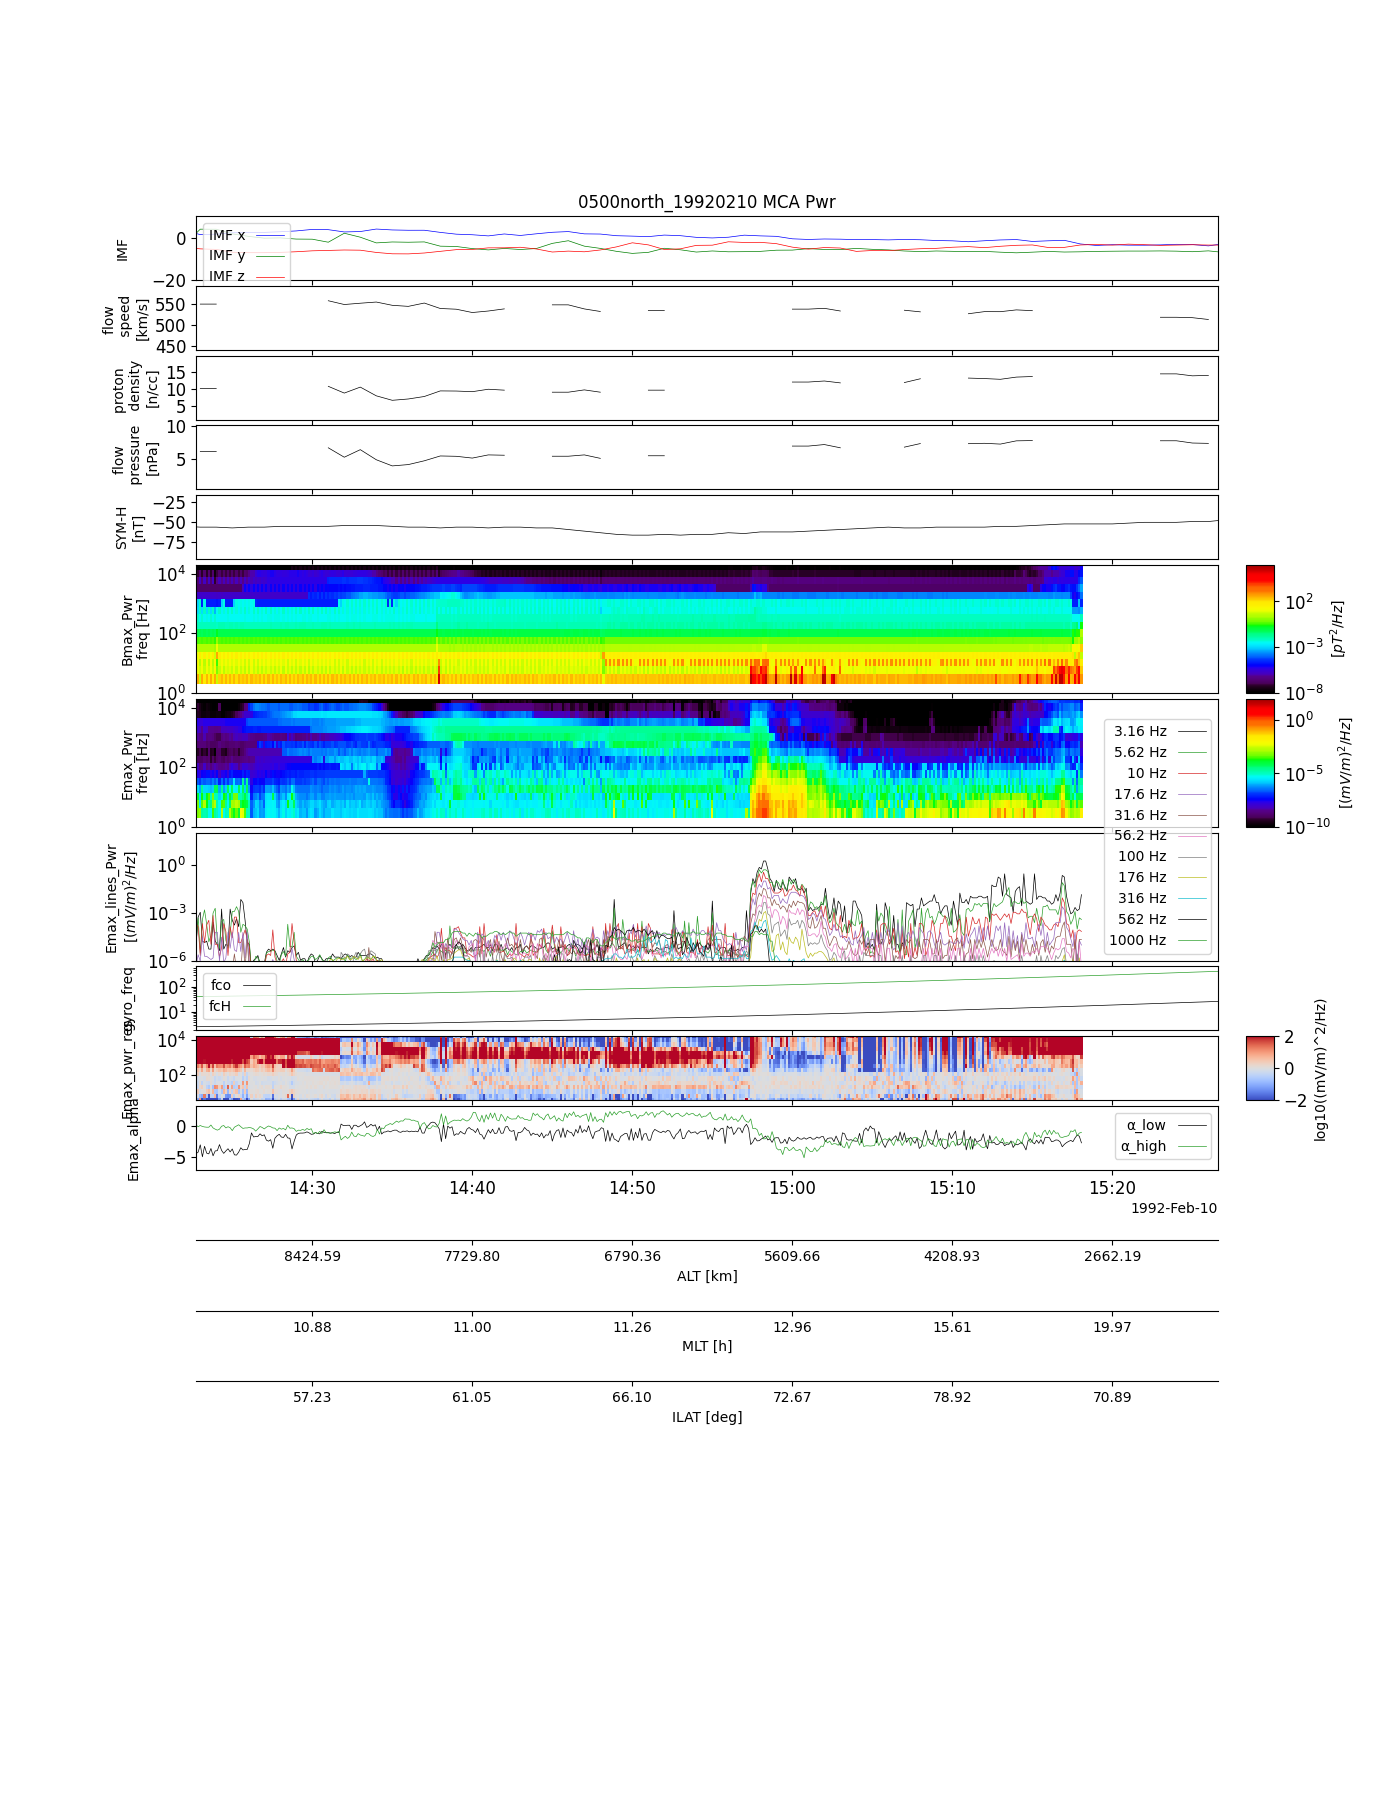 0500north_19920210 MCA Pwr
IMF
0
−20
IMF x
IMF y
IMF z
flow
speed
[km/s]
550
500
450
proton
density
[n/cc]
15
10
5
flow
pressure
[nPa]
10
5
SYM-H
[nT]
−25
−50
−75
Bmax_Pwr
freq [Hz]
10^4
10^2
10^0
10^2
10^−3
10^−8
[pT^2/Hz]
Emax_Pwr
freq [Hz]
10^4
10^2
10^0
10^0
10^−5
10^−10
[(mV/m)^2/Hz]
3.16 Hz
5.62 Hz
10 Hz
17.6 Hz
31.6 Hz
56.2 Hz
100 Hz
176 Hz
316 Hz
562 Hz
1000 Hz
Emax_lines_Pwr
[(mV/m)^2/Hz]
10^0
10^−3
10^−6
gyro_freq
10^2
10^1
fco
fcH
10^4
10^2
2
0
−2
log10((mV/m)^2/Hz)
Emax_alpha
0
−5
α_low
α_high
14:30 14:40 14:50 15:00 15:10 15:20
1992-Feb-10
8424.59 7729.80 6790.36 5609.66 4208.93 2662.19
ALT [km]
10.88 11.00 11.26 12.96 15.61 19.97
MLT [h]
57.23 61.05 66.10 72.67 78.92 70.89
ILAT [deg]